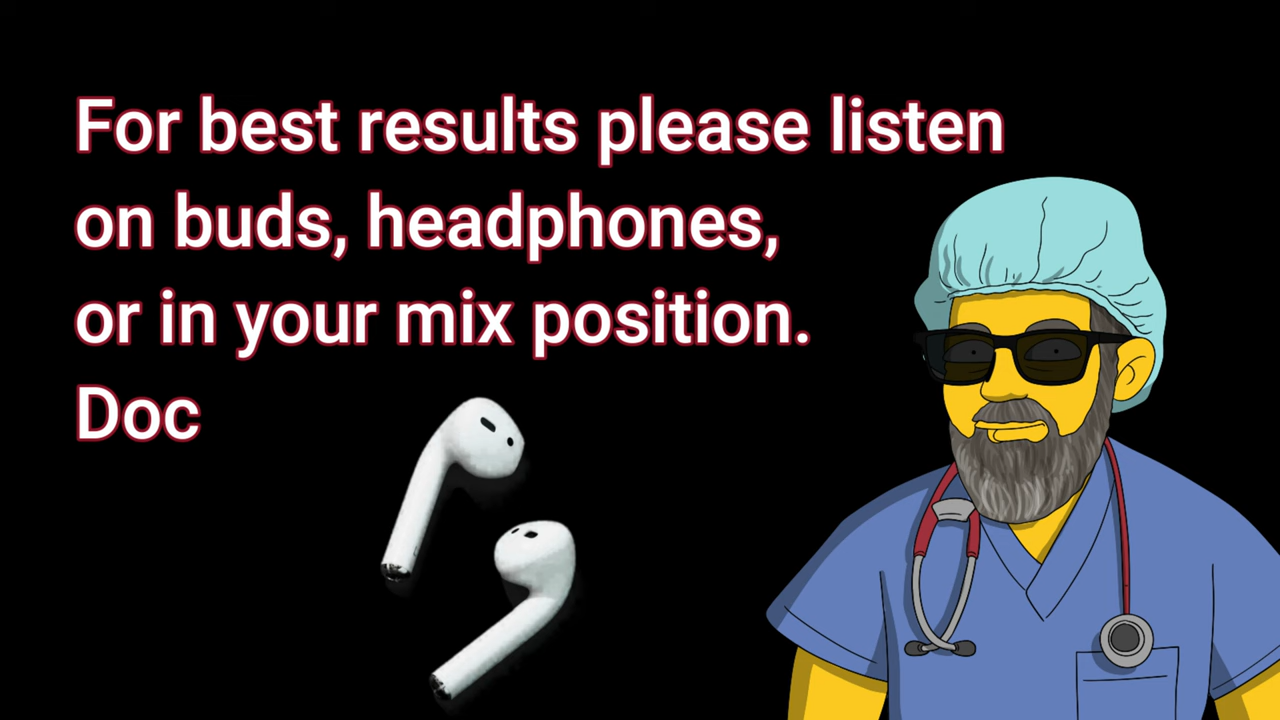 For best results please listen
on buds, headphones,
or in your mix position.
Doc